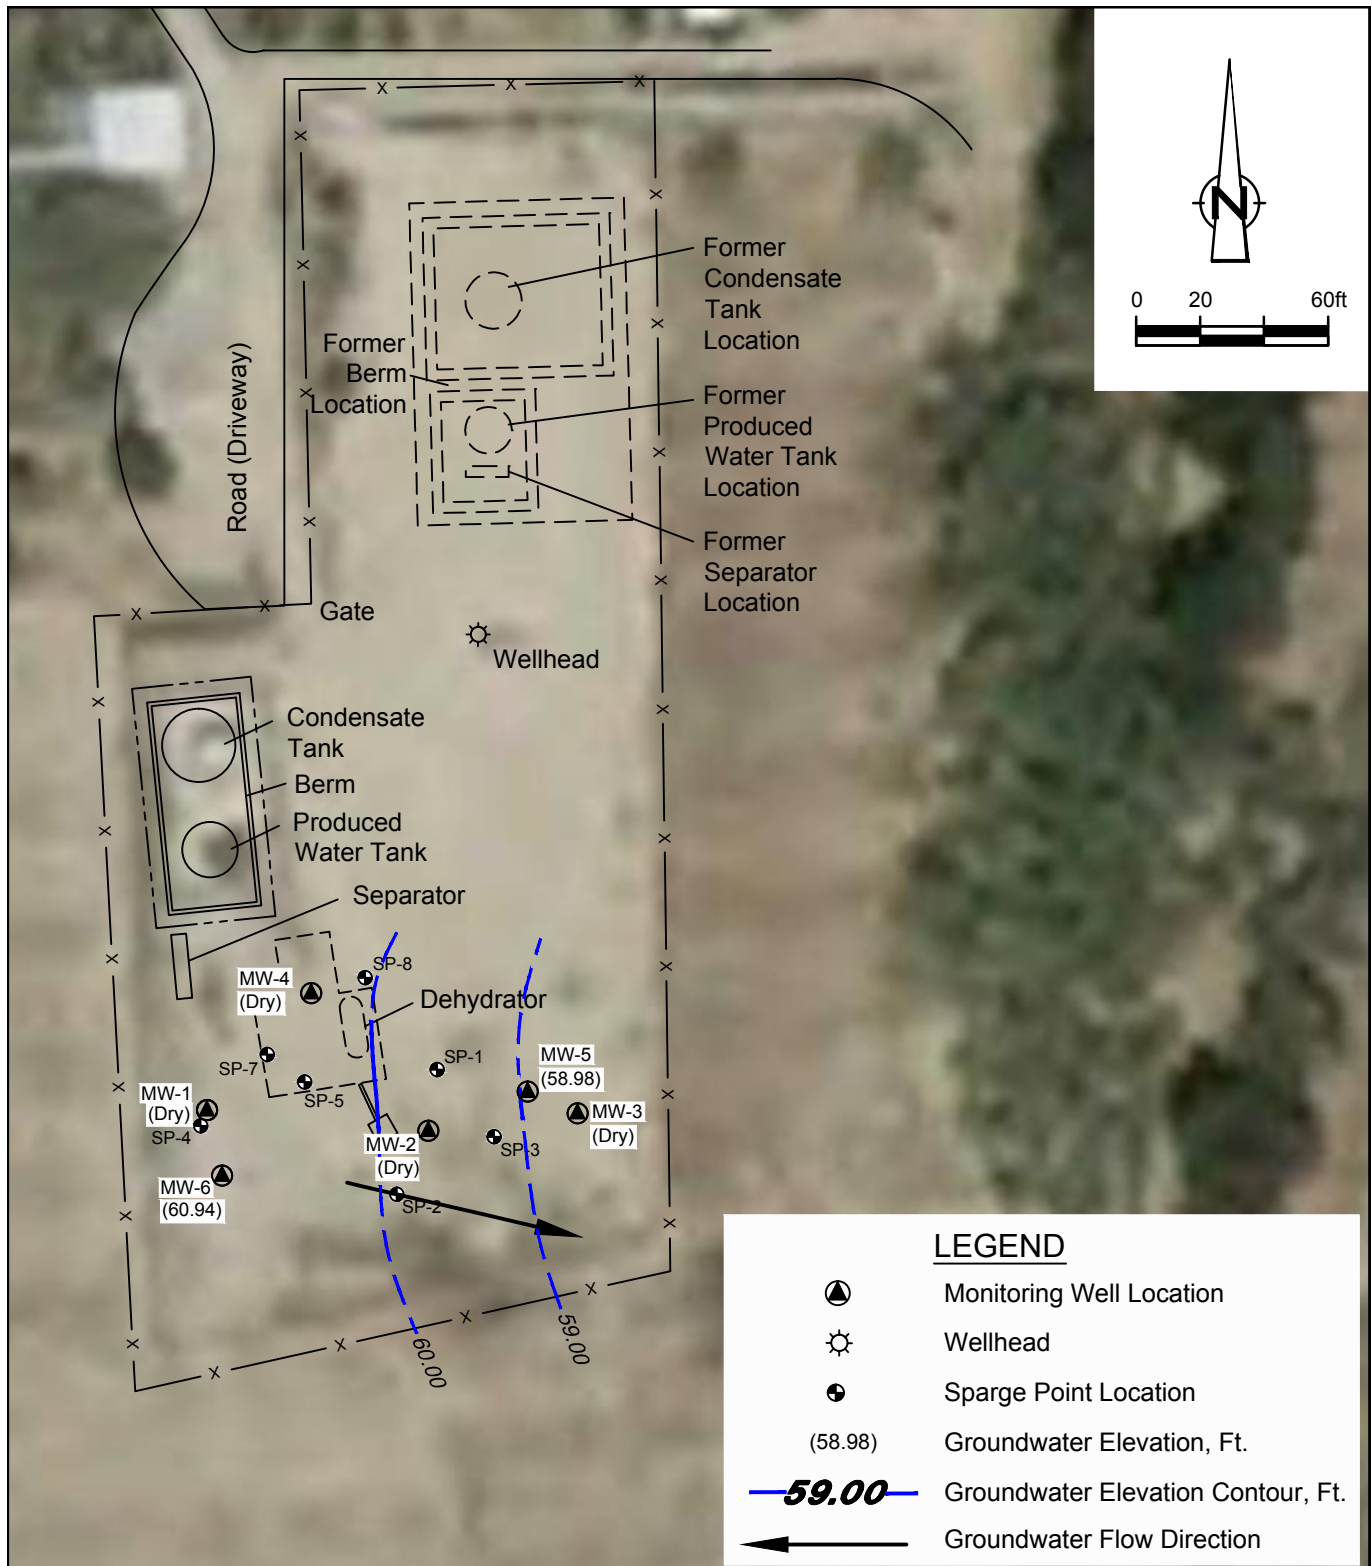 N
0 20 60ft
Former
Condensate
Tank
Location
Former
Berm
Location
Former
Produced
Water Tank
Location
Road (Driveway)
Former
Separator
Location
Gate
Wellhead
Condensate
Tank
Berm
Produced
Water Tank
Separator
MW-4
(Dry)
SP-8
Dehydrator
SP-7
SP-5
SP-1
MW-5
(58.98)
MW-1
(Dry)
SP-4
MW-3
(Dry)
MW-2
(Dry)
SP-3
MW-6
(60.94)
SP-2
60.00
59.00
LEGEND
Monitoring Well Location
Wellhead
Sparge Point Location
(58.98) Groundwater Elevation, Ft.
59.00 Groundwater Elevation Contour, Ft.
Groundwater Flow Direction
X X X
X
X
X
X
X
X
X
X
X X
X
X
X
X
X
X
X
X
X
X
X X X X